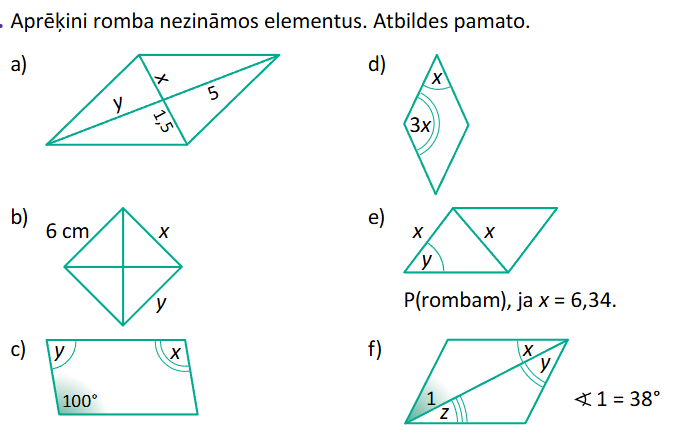 . Aprēķini romba nezināmos elementus. Atbildes pamato.
a)
x
y
5
1,5
d)
x
3x
b)
6 cm
x
y
e)
x
x
y
P(rombam), ja x = 6,34.
c)
y
x
100°
f)
x
y
1
z
∢ 1 = 38°